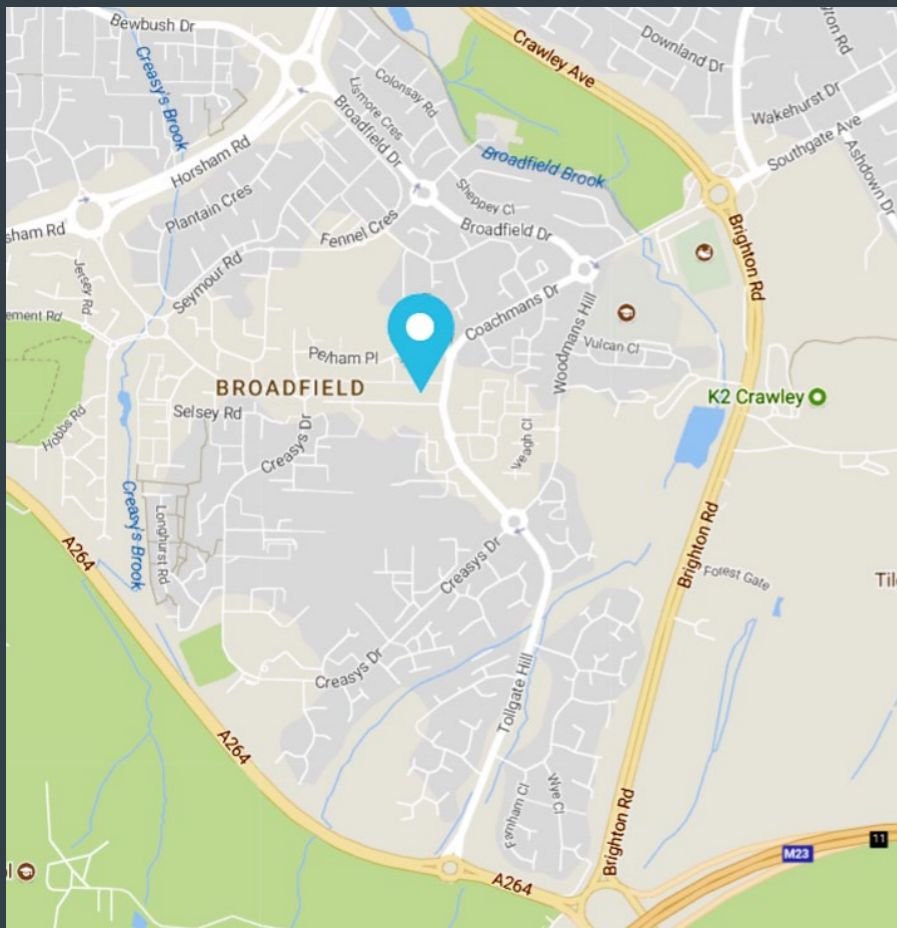 Bewbush Dr
Creasy's Brook
Horsham Rd
sham Rd
Plantain Cres
Jersey Rd
ement Rd
Seymour Rd
Fennel Cres
Lismore Cres
Colonsay Rd
Broadfield Dr
Sheppey Cl
Broadfield Dr
Broadfield Brook
Crawley Ave
Downland Dr
Wakehurst Dr
Southgate Ave
Ashdown Dr
Brighton Rd
Coachmans Dr
Woodmans Hill
Vulcan Cl
K2 Crawley
BROADFIELD
Selsey Rd
Hobbs Rd
Creasys Dr
Longhurst Rd
Creasy's Brook
A264
Creasys Dr
Creasys Dr
Tollgate Hill
Brighton Rd
Forest Gate
Til
A264
Farnham Cl
Wye Cl
Brighton Rd
A264
M23
11